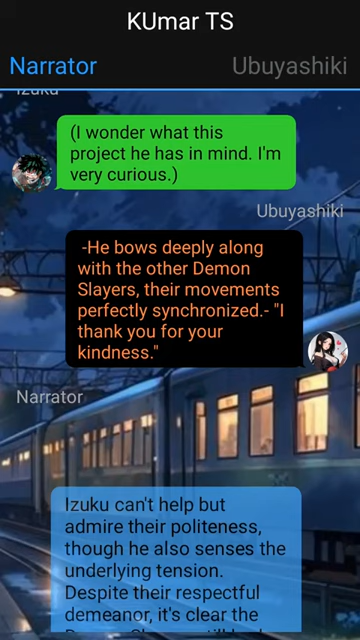 KUmar TS
Narrator
Ubuyashiki
Izuku
(I wonder what this
project he has in mind. I'm
very curious.)
Ubuyashiki
-He bows deeply along
with the other Demon
Slayers, their movements
perfectly synchronized.- "I
thank you for your
kindness."
Narrator
Izuku can't help but
admire their politeness,
though he also senses the
underlying tension.
Despite their respectful
demeanor, it's clear the